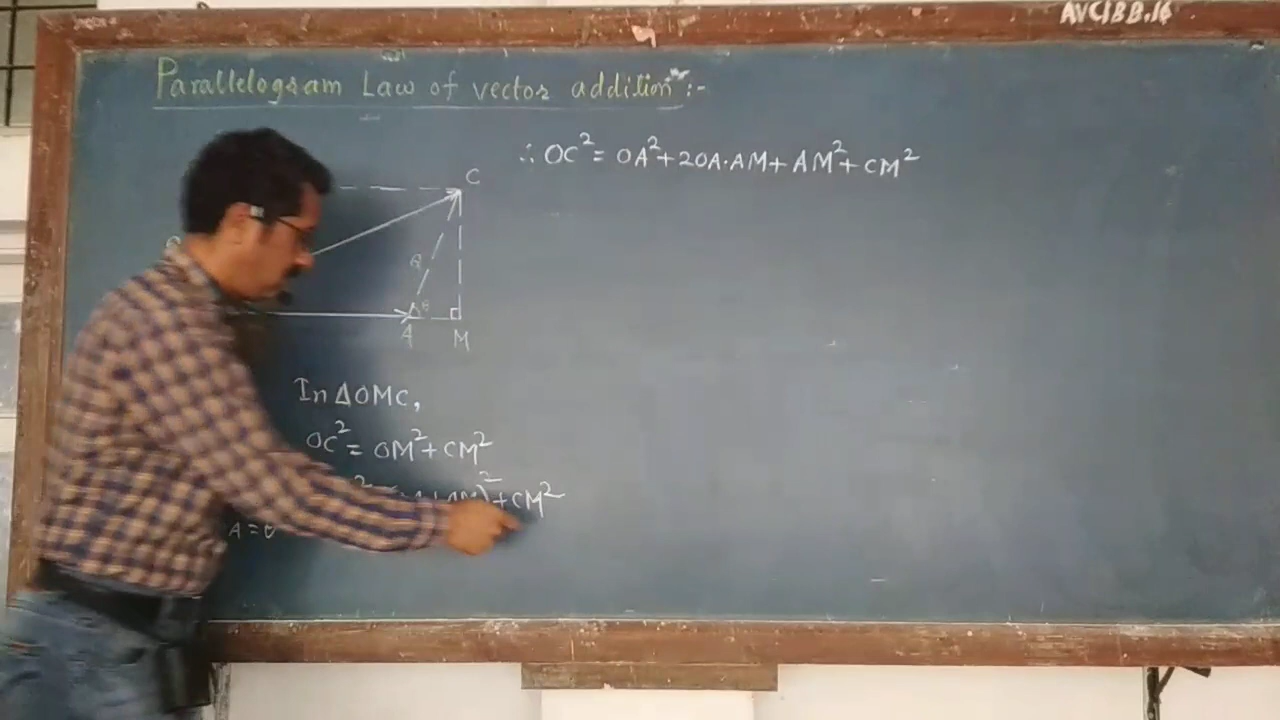 AVCIBB.16
Parallelogram Law of vector addition :-
∴ OC² = OA² + 2OA·AM + AM² + CM²
C
Q
θ
A
M
In ΔOMC,
OC² = OM² + CM²
² + CM²
A = θ